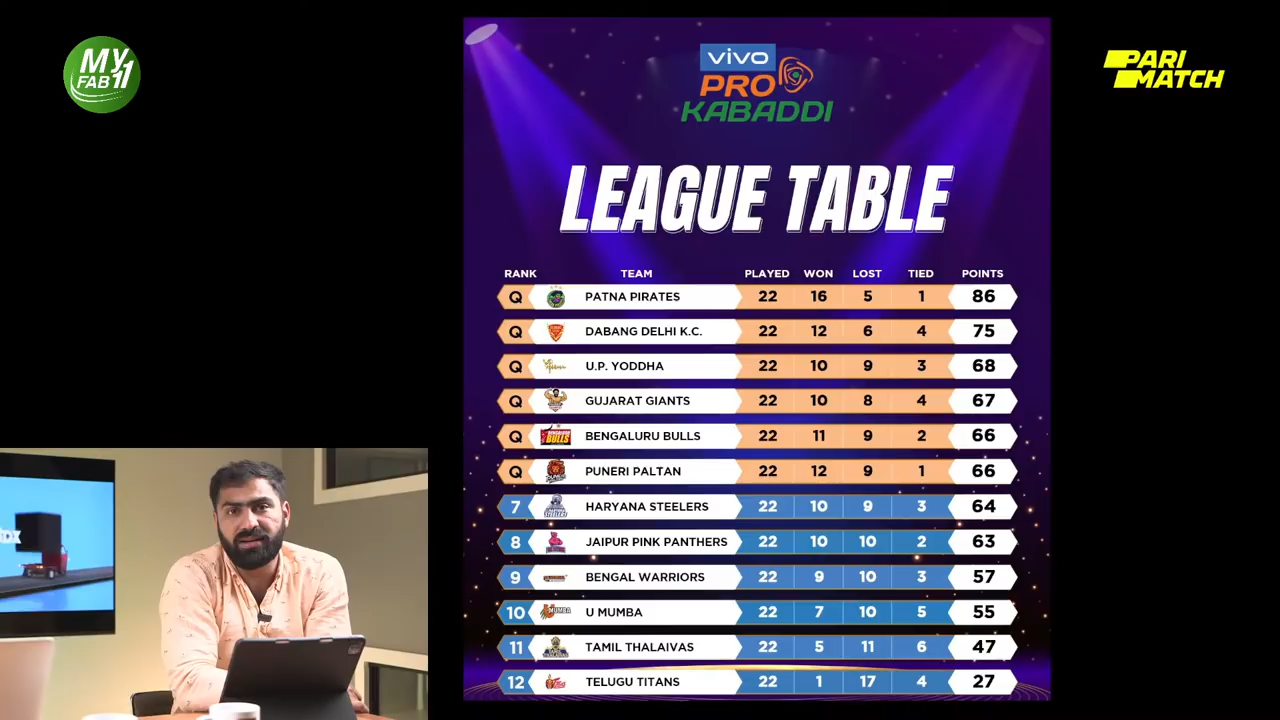 MY
FAB11
PARI
MATCH
vivo
PRO
KABADDI
LEAGUE TABLE
RANK TEAM PLAYED WON LOST TIED POINTS
Q PATNA PIRATES 22 16 5 1 86
Q DABANG DELHI K.C. 22 12 6 4 75
Q U.P. YODDHA 22 10 9 3 68
Q GUJARAT GIANTS 22 10 8 4 67
Q BENGALURU BULLS 22 11 9 2 66
Q PUNERI PALTAN 22 12 9 1 66
7 HARYANA STEELERS 22 10 9 3 64
8 JAIPUR PINK PANTHERS 22 10 10 2 63
9 BENGAL WARRIORS 22 9 10 3 57
10 U MUMBA 22 7 10 5 55
11 TAMIL THALAIVAS 22 5 11 6 47
12 TELUGU TITANS 22 1 17 4 27